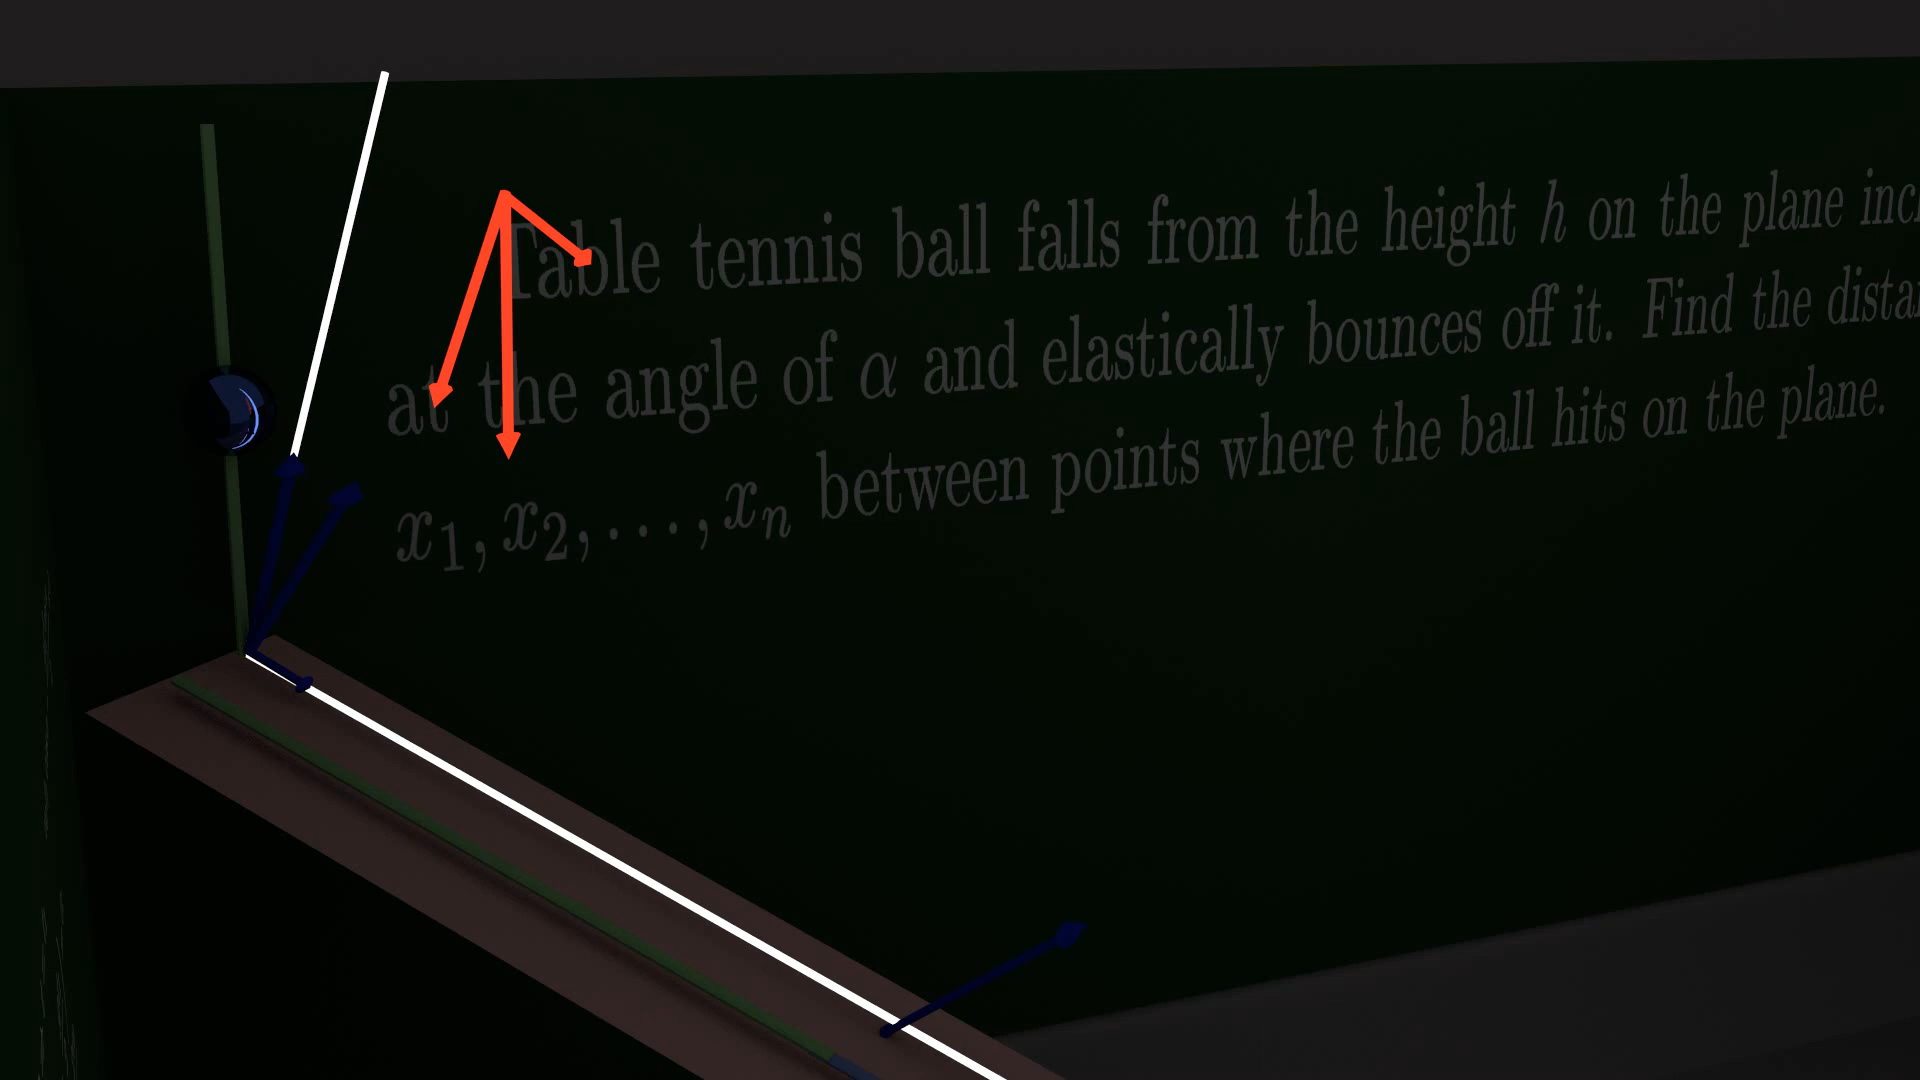 Table tennis ball falls from the height h on the plane
at the angle of α and elastically bounces off it. Find the
x₁, x₂, . . . , xₙ between points where the ball hits on the plane.